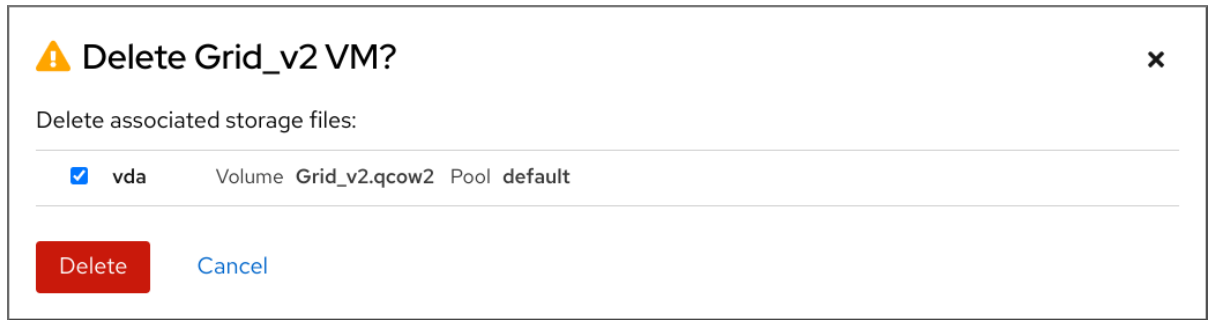 Delete Grid_v2 VM?
Delete associated storage files:
vda Volume Grid_v2.qcow2 Pool default
Delete Cancel